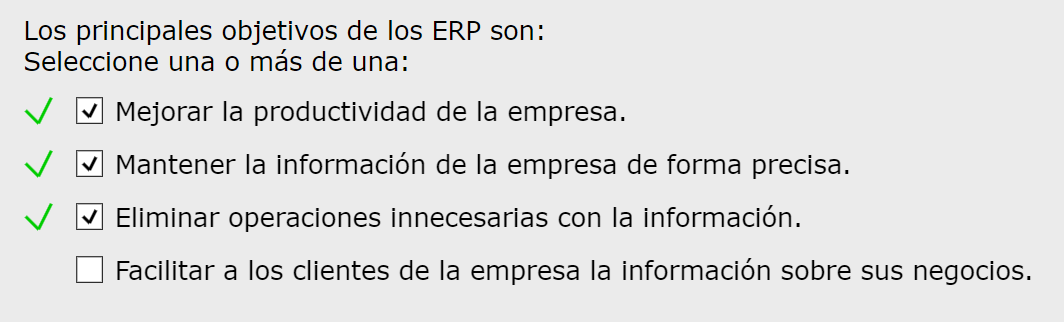 Los principales objetivos de los ERP son:
Seleccione una o más de una:
Mejorar la productividad de la empresa.
Mantener la información de la empresa de forma precisa.
Eliminar operaciones innecesarias con la información.
Facilitar a los clientes de la empresa la información sobre sus negocios.